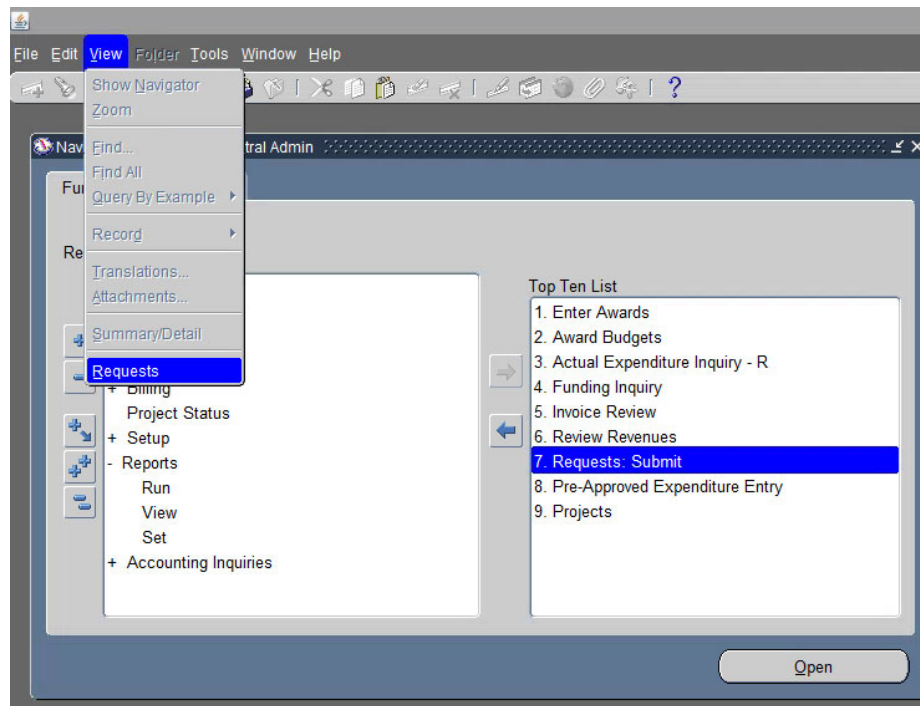 File Edit View Folder Tools Window Help
Show Navigator
Zoom
Find...
Find All
Query By Example
Record
Translations...
Attachments...
Summary/Detail
Requests
Nav tral Admin
Fu
Re
Top Ten List
1. Enter Awards
2. Award Budgets
3. Actual Expenditure Inquiry - R
4. Funding Inquiry
5. Invoice Review
6. Review Revenues
7. Requests: Submit
8. Pre-Approved Expenditure Entry
9. Projects
+ Billing
Project Status
+ Setup
- Reports
Run
View
Set
+ Accounting Inquiries
Open